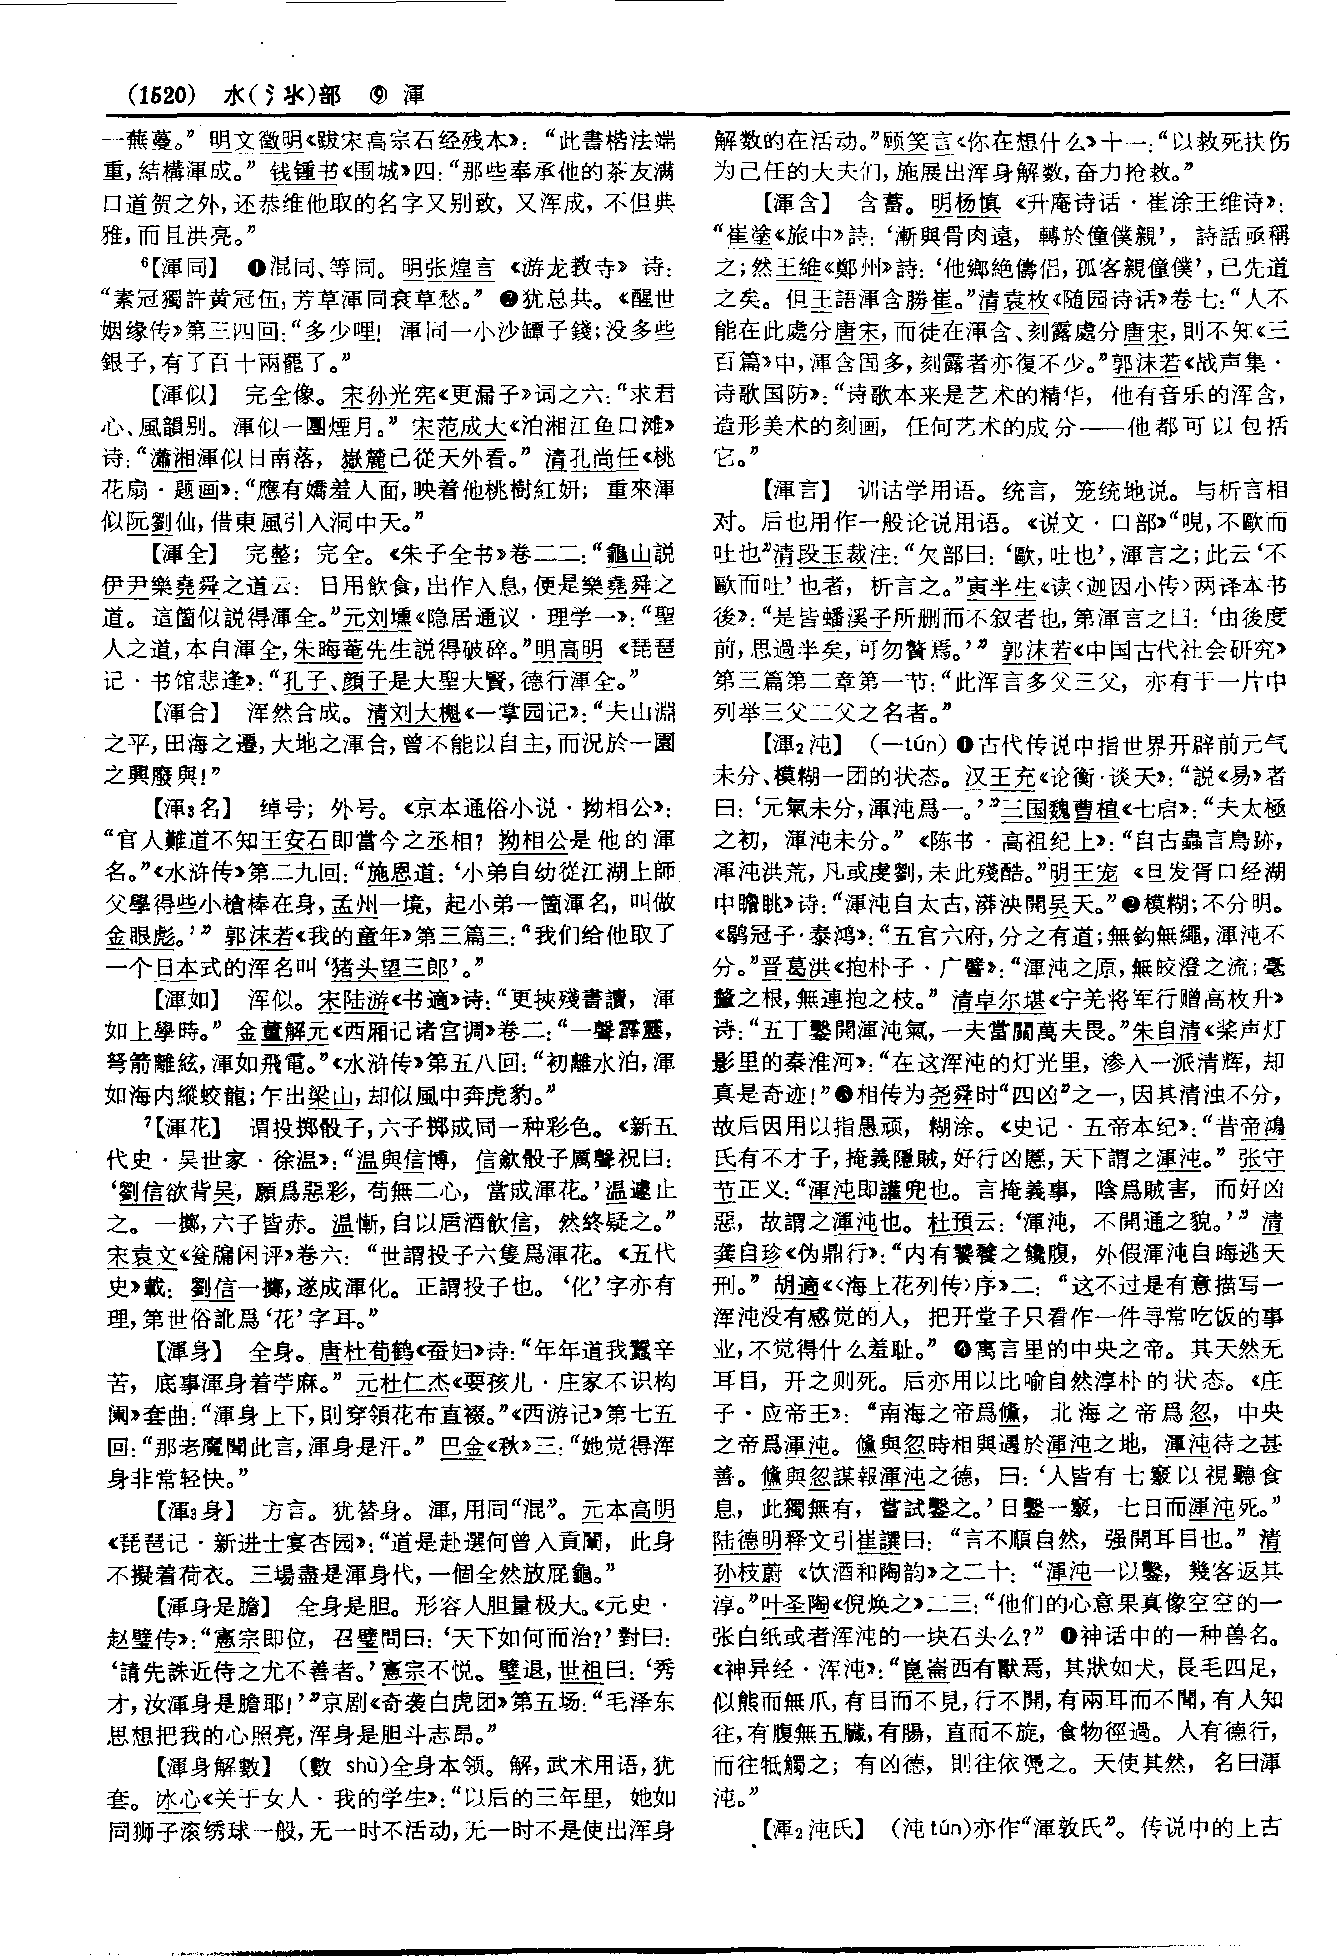 (1520) 水(氵氺)部 ⑨ 渾
一蕪蔓。”明文徵明《跋宋高宗石经残本》：“此書楷法端
重，結構渾成。”钱锺书《围城》四：“那些奉承他的茶友满
口道贺之外，还恭维他取的名字又别致，又浑成，不但典
雅，而且洪亮。”
⁶【渾同】 ❶混同、等同。明张煌言《游龙教寺》诗：
“素冠獨許黄冠伍，芳草渾同衰草愁。”❷犹总共。《醒世
姻缘传》第三四回：“多少哩！渾同一小沙罎子錢；没多些
銀子，有了百十兩罷了。”
【渾似】 完全像。宋孙光宪《更漏子》词之六：“求君
心、風韻别。渾似一團煙月。”宋范成大《泊湘江鱼口滩》
诗：“瀟湘渾似日南落，嶽麓已從天外看。”清孔尚任《桃
花扇·题画》：“應有嬌羞人面，映着他桃樹紅妍；重來渾
似阮劉仙，借東風引入洞中天。”
【渾全】 完整；完全。《朱子全书》卷二二：“龜山説
伊尹樂堯舜之道云：日用飲食，出作入息，便是樂堯舜之
道。這箇似説得渾全。”元刘壎《隐居通议·理学一》：“聖
人之道，本自渾全，朱晦菴先生説得破碎。”明高明《琵琶
记·书馆悲逢》：“孔子、顔子是大聖大賢，德行渾全。”
【渾合】 浑然合成。清刘大櫆《一掌园记》：“夫山淵
之平，田海之遷，大地之渾合，曾不能以自主，而況於一園
之興廢與！”
【渾₃名】 绰号；外号。《京本通俗小说·拗相公》：
“官人難道不知王安石即當今之丞相？拗相公是他的渾
名。”《水浒传》第二九回：“施恩道：‘小弟自幼從江湖上師
父學得些小槍棒在身，孟州一境，起小弟一箇渾名，叫做
金眼彪。’”郭沫若《我的童年》第三篇三：“我们给他取了
一个日本式的浑名叫‘猪头望三郎’。”
【渾如】 浑似。宋陆游《书適》诗：“更挾殘書讀，渾
如上學時。”金董解元《西厢记诸宫调》卷二：“一聲霹靂，
弩箭離絃，渾如飛電。”《水浒传》第五八回：“初離水泊，渾
如海内縱蛟龍；乍出梁山，却似風中奔虎豹。”
⁷【渾花】 谓投掷骰子，六子掷成同一种彩色。《新五
代史·吴世家·徐温》：“温與信博，信斂骰子厲聲祝曰：
‘劉信欲背吴，願爲惡彩，苟無二心，當成渾花。’温遽止
之。一擲，六子皆赤。温慚，自以巵酒飲信，然終疑之。”
宋袁文《瓮牖闲评》卷六：“世謂投子六隻爲渾花。《五代
史》載：劉信一擲，遂成渾化。正謂投子也。‘化’字亦有
理，第世俗訛爲‘花’字耳。”
【渾身】 全身。唐杜荀鹤《蚕妇》诗：“年年道我蠶辛
苦，底事渾身着苧麻。”元杜仁杰《耍孩儿·庄家不识构
阑》套曲：“渾身上下，則穿領花布直裰。”《西游记》第七五
回：“那老魔聞此言，渾身是汗。”巴金《秋》三：“她觉得浑
身非常轻快。”
【渾₃身】 方言。犹替身。渾，用同“混”。元本高明
《琵琶记·新进士宴杏园》：“道是赴選何曾入貢闈，此身
不擬着荷衣。三場盡是渾身代，一個全然放屁龜。”
【渾身是膽】 全身是胆。形容人胆量极大。《元史·
赵璧传》：“憲宗即位，召璧問曰：‘天下如何而治？’對曰：
‘請先誅近侍之尤不善者。’憲宗不悦。璧退，世祖曰：‘秀
才，汝渾身是膽耶！’”京剧《奇袭白虎团》第五场：“毛泽东
思想把我的心照亮，浑身是胆斗志昂。”
【渾身解數】 (數 shù)全身本领。解，武术用语，犹
套。冰心《关于女人·我的学生》：“以后的三年里，她如
同狮子滚绣球一般，无一时不活动，无一时不是使出浑身
解数的在活动。”顾笑言《你在想什么》十一：“以救死扶伤
为己任的大夫们，施展出浑身解数，奋力抢救。”
【渾含】 含蓄。明杨慎《升庵诗话·崔涂王维诗》：
“崔塗《旅中》詩：‘漸與骨肉遠，轉於僮僕親’，詩話亟稱
之；然王維《鄭州》詩：‘他鄉絶儔侣，孤客親僮僕’，已先道
之矣。但王語渾含勝崔。”清袁枚《随园诗话》卷七：“人不
能在此處分唐宋，而徒在渾含、刻露處分唐宋，則不知《三
百篇》中，渾含固多，刻露者亦復不少。”郭沫若《战声集·
诗歌国防》：“诗歌本来是艺术的精华，他有音乐的浑含，
造形美术的刻画，任何艺术的成分——他都可以包括
它。”
【渾言】 训诂学用语。统言，笼统地说。与析言相
对。后也用作一般论说用语。《说文·口部》“哯，不歐而
吐也”清段玉裁注：“欠部曰：‘歐，吐也’，渾言之；此云‘不
歐而吐’也者，析言之。”寅半生《读〈迦因小传〉两译本书
後》：“是皆蟠溪子所删而不叙者也，第渾言之曰：‘由後度
前，思過半矣，可勿贅焉。’”郭沫若《中国古代社会研究》
第三篇第二章第一节：“此浑言多父三父，亦有于一片中
列举三父二父之名者。”
【渾₂沌】 (—tún)❶古代传说中指世界开辟前元气
未分、模糊一团的状态。汉王充《论衡·谈天》：“説《易》者
曰：‘元氣未分，渾沌爲一。’”三国魏曹植《七启》：“夫太極
之初，渾沌未分。”《陈书·高祖纪上》：“自古蟲言鳥跡，
渾沌洪荒，凡或虔劉，未此殘酷。”明王宠《旦发胥口经湖
中瞻眺》诗：“渾沌自太古，漭泱開吴天。”❷模糊；不分明。
《鹖冠子·泰鸿》：“五官六府，分之有道；無鈎無繩，渾沌不
分。”晋葛洪《抱朴子·广譬》：“渾沌之原，無皎澄之流；毫
釐之根，無連抱之枝。”清卓尔堪《宁羌将军行赠高枚升》
诗：“五丁鑿開渾沌氣，一夫當關萬夫畏。”朱自清《桨声灯
影里的秦淮河》：“在这浑沌的灯光里，渗入一派清辉，却
真是奇迹！”❸相传为尧舜时“四凶”之一，因其清浊不分，
故后因用以指愚顽，糊涂。《史记·五帝本纪》：“昔帝鴻
氏有不才子，掩義隱賊，好行凶慝，天下謂之渾沌。”张守
节正义：“渾沌即讙兜也。言掩義事，陰爲賊害，而好凶
惡，故謂之渾沌也。杜預云：‘渾沌，不開通之貌。’”清
龚自珍《伪鼎行》：“内有饕餮之饞腹，外假渾沌自晦逃天
刑。”胡適《〈海上花列传〉序》二：“这不过是有意描写一
浑沌没有感觉的人，把开堂子只看作一件寻常吃饭的事
业，不觉得什么羞耻。”❹寓言里的中央之帝。其天然无
耳目，开之则死。后亦用以比喻自然淳朴的状态。《庄
子·应帝王》：“南海之帝爲儵，北海之帝爲忽，中央
之帝爲渾沌。儵與忽時相與遇於渾沌之地，渾沌待之甚
善。儵與忽謀報渾沌之德，曰：‘人皆有七竅以視聽食
息，此獨無有，嘗試鑿之。’日鑿一竅，七日而渾沌死。”
陆德明释文引崔譔曰：“言不順自然，强開耳目也。”清
孙枝蔚《饮酒和陶韵》之二十：“渾沌一以鑿，幾客返其
淳。”叶圣陶《倪焕之》二三：“他们的心意果真像空空的一
张白纸或者浑沌的一块石头么？”❶神话中的一种兽名。
《神异经·浑沌》：“崑崙西有獸焉，其狀如犬，長毛四足，
似熊而無爪，有目而不見，行不開，有兩耳而不聞，有人知
往，有腹無五臟，有腸，直而不旋，食物徑過。人有德行，
而往牴觸之；有凶德，則往依憑之。天使其然，名曰渾
沌。”
【渾₂沌氏】 (沌tún)亦作“渾敦氏”。传说中的上古